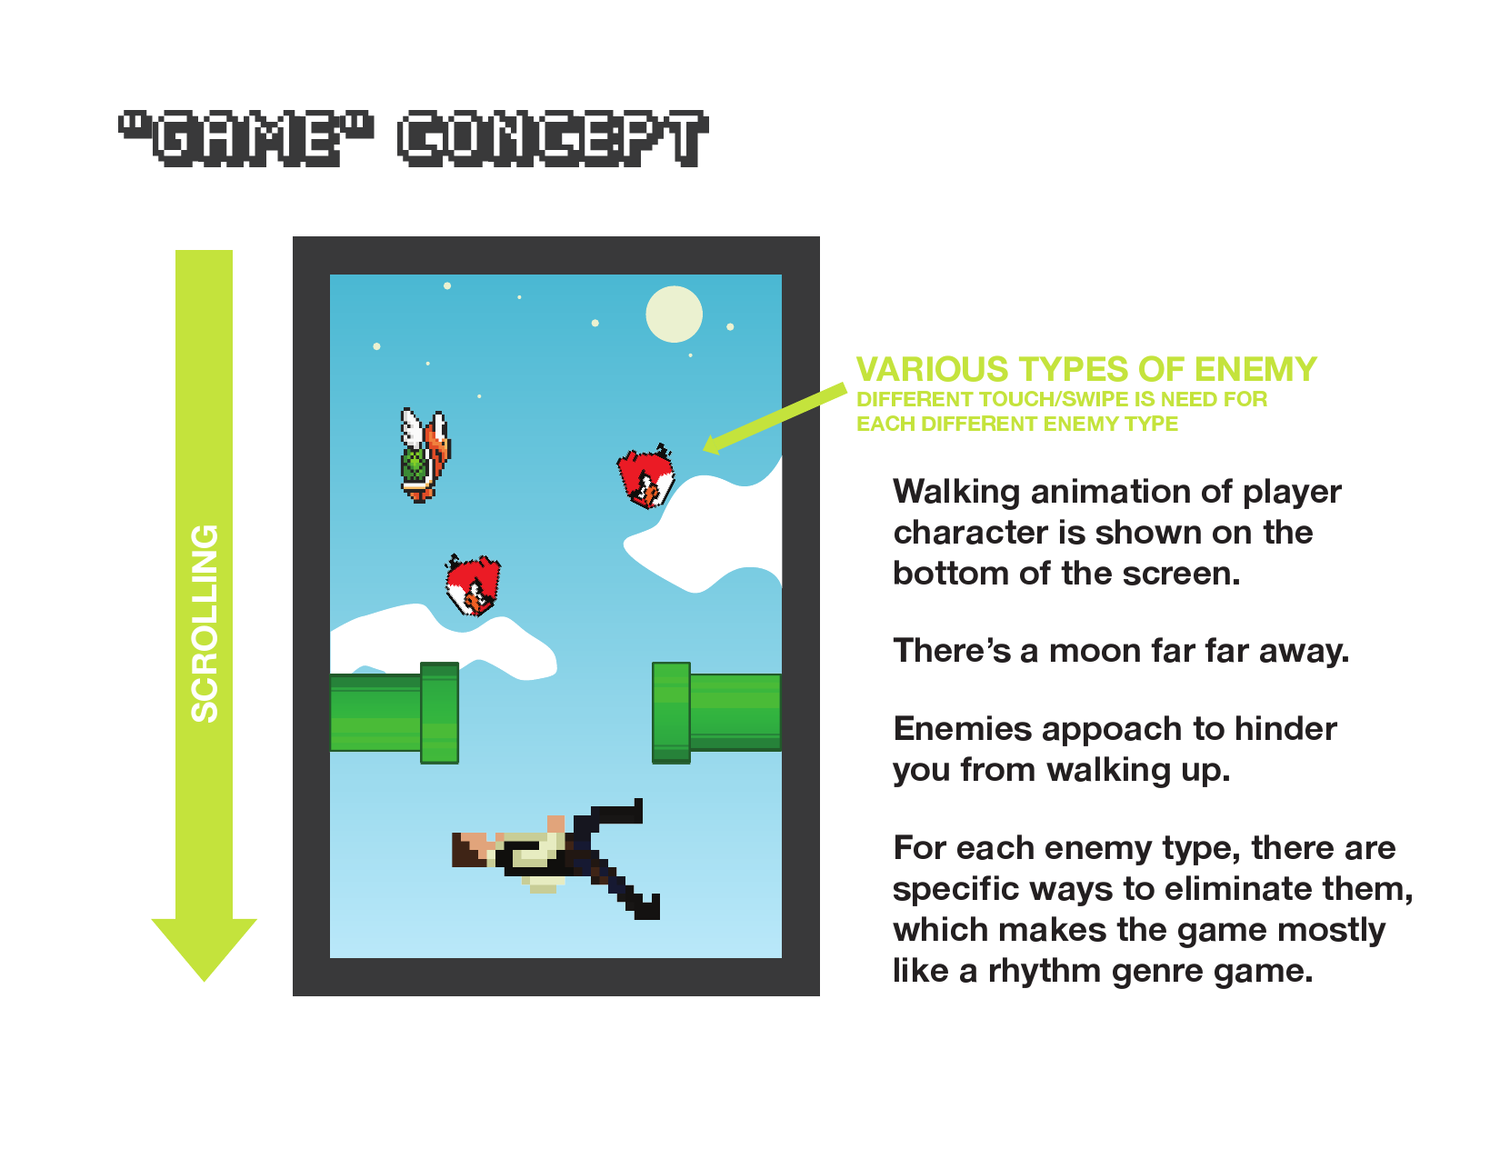 "GAME" CONCEPT
SCROLLING
VARIOUS TYPES OF ENEMY
DIFFERENT TOUCH/SWIPE IS NEED FOR
EACH DIFFERENT ENEMY TYPE
Walking animation of player
character is shown on the
bottom of the screen.
There’s a moon far far away.
Enemies appoach to hinder
you from walking up.
For each enemy type, there are
specific ways to eliminate them,
which makes the game mostly
like a rhythm genre game.